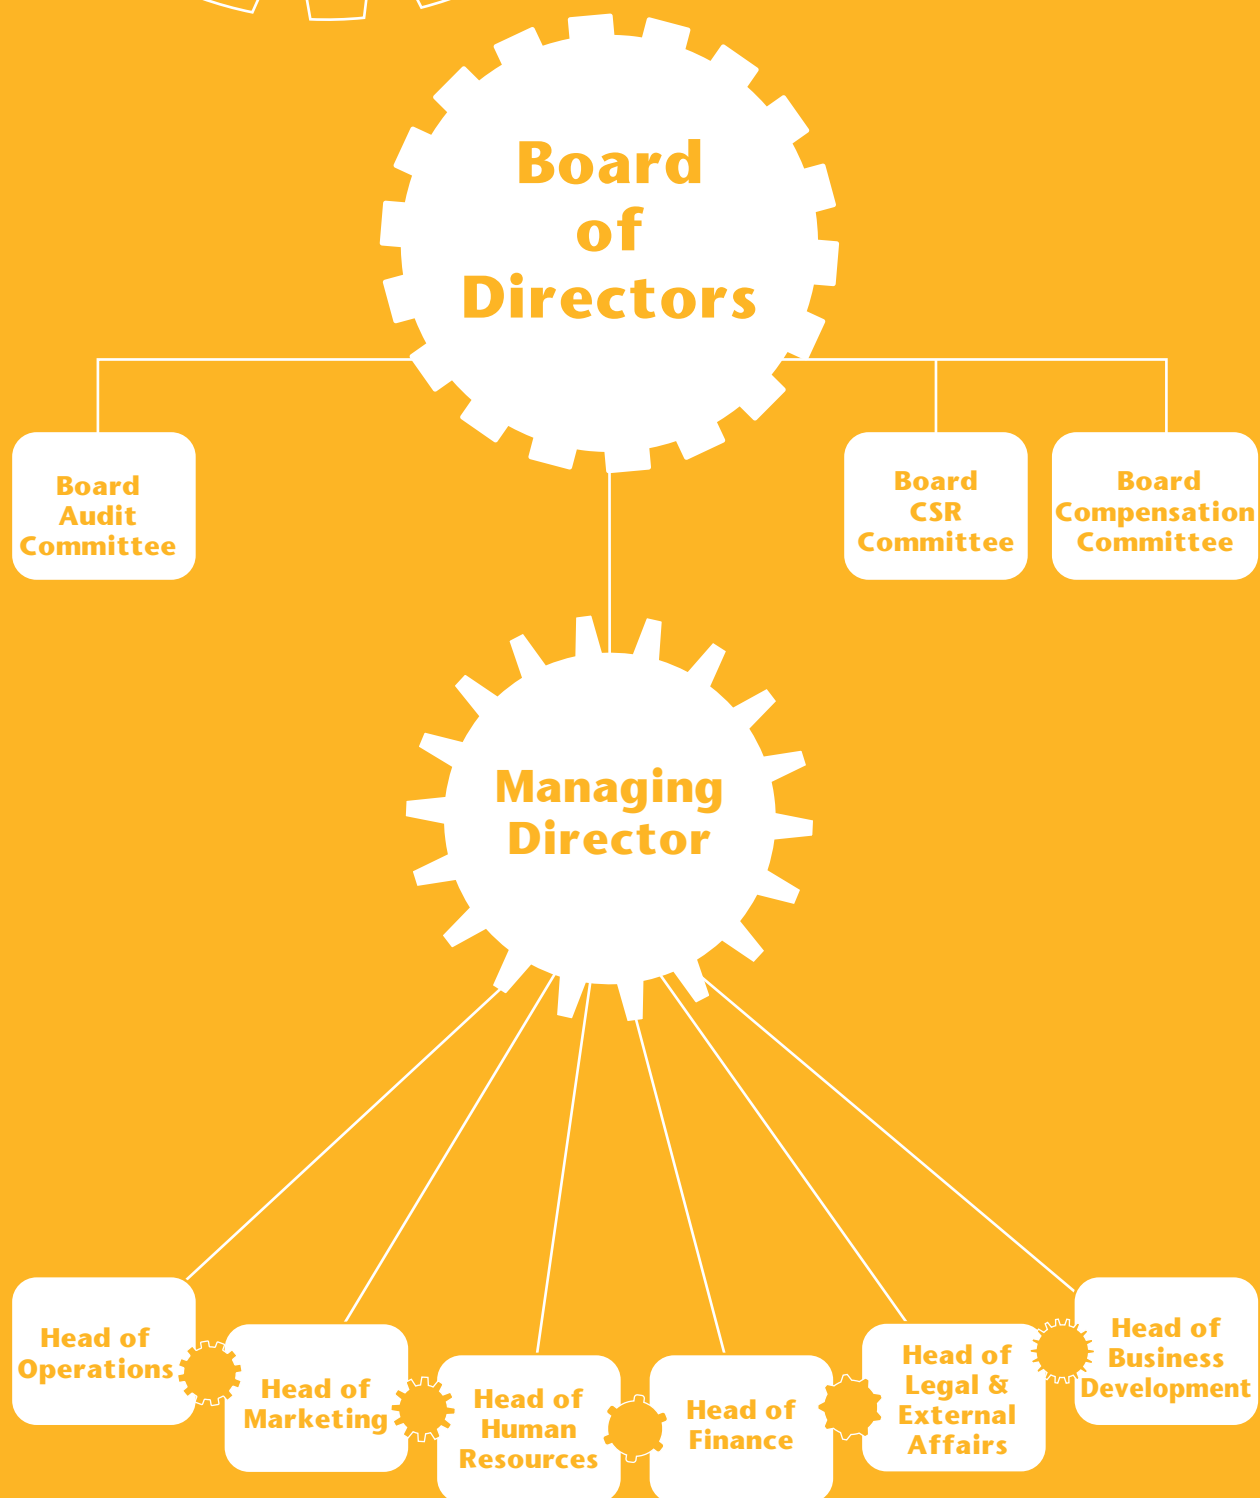 Board
of
Directors
Board
Audit
Committee
Board
CSR
Committee
Board
Compensation
Committee
Managing
Director
Head of
Operations
Head of
Marketing
Head of
Human
Resources
Head of
Finance
Head of
Legal &
External
Affairs
Head of
Business
Development